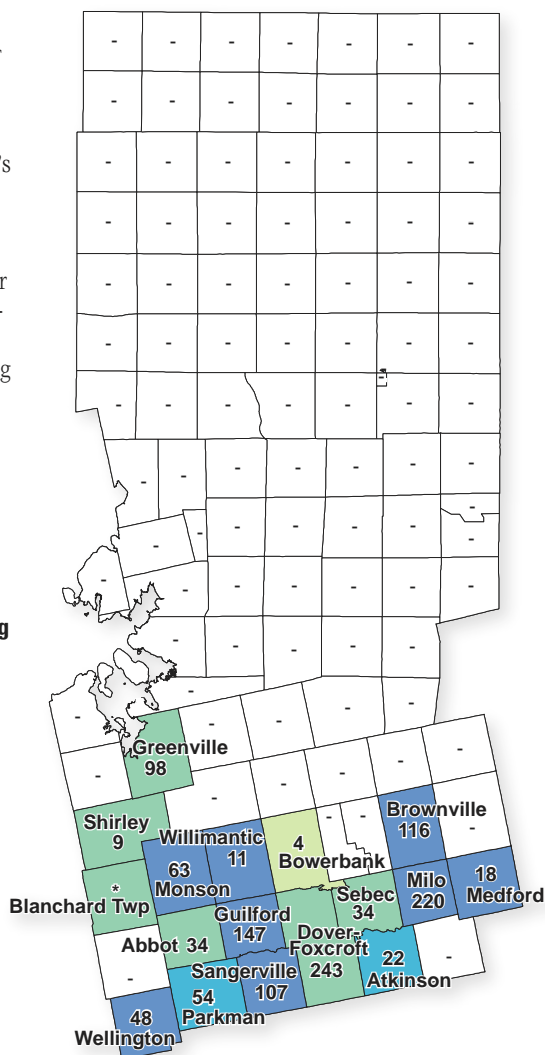 - - - - - - -
- - - - - - -
's
- - - - - - -
- - - - - - -
r
- - - - - - -
-
- - - - - - -
g
-
- - - - - - -
- - - - - - -
-
- - - - - -
- -
- - - - - - -
g
- - - - -
-
- - - - -
- - - - - -
Greenville
98
- - - - -
Shirley
9
Willimantic
11
63
Monson
4
Bowerbank
- -
Brownville
116
-
*
Blanchard Twp
Guilford
147
Sebec
34
Milo
220
18
Medford
Abbot 34
-
Dover-
Foxcroft
243
Sangerville
107
54
Parkman
22
Atkinson
-
48
Wellington